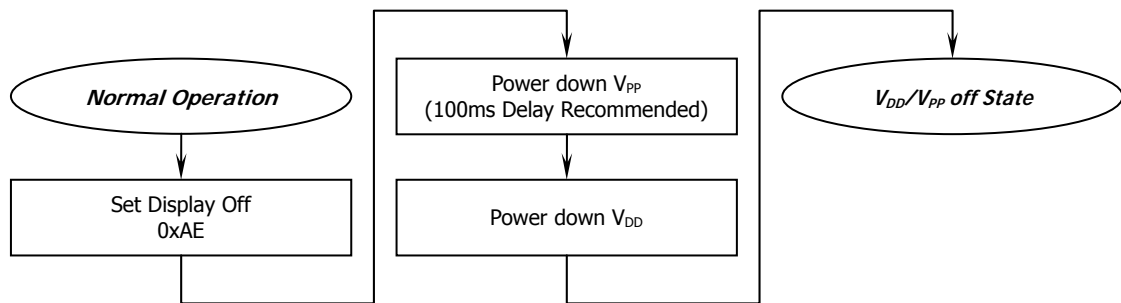 Normal Operation
Set Display Off
0xAE
Power down VPP
(100ms Delay Recommended)
Power down VDD
VDD/VPP off State